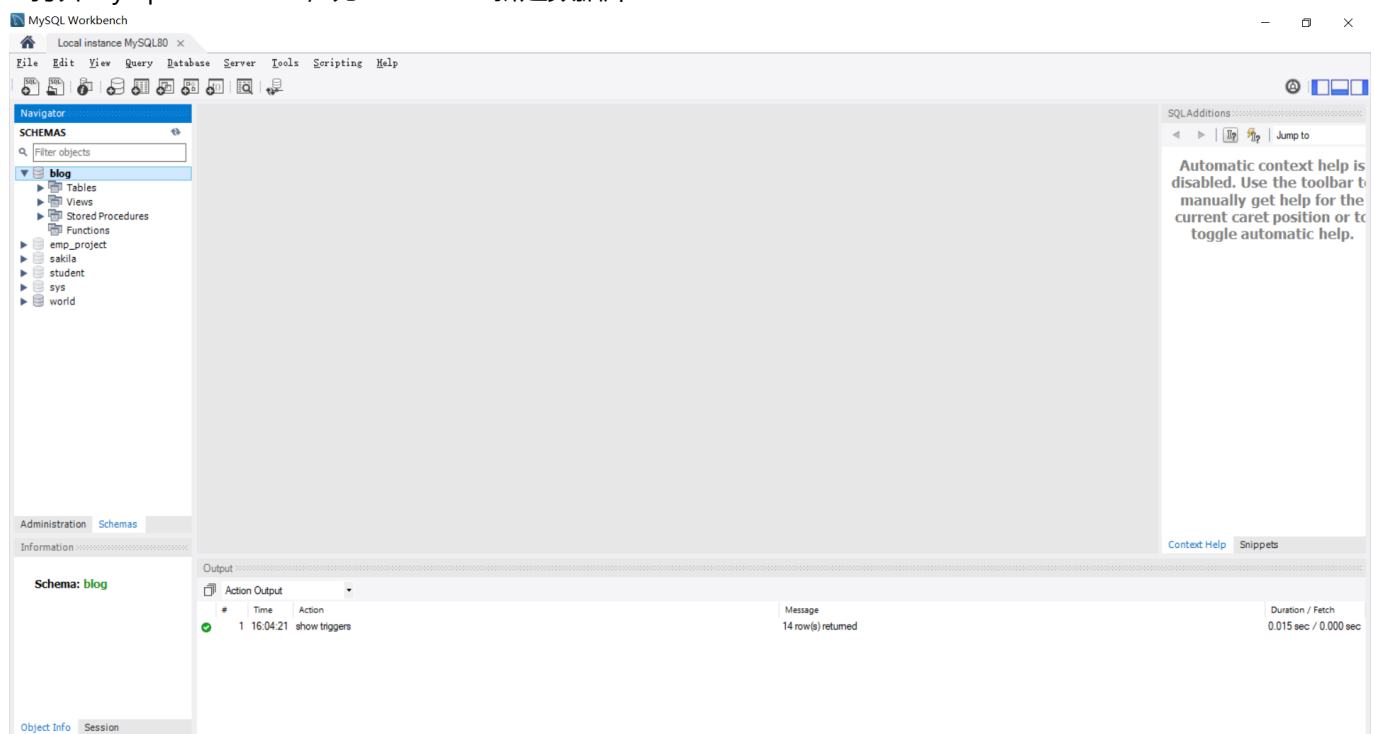 MySQL Workbench
Local instance MySQL80
File Edit View Query Database Server Tools Scripting Help
Navigator
SCHEMAS
Filter objects
blog
Tables
Views
Stored Procedures
Functions
emp_project
sakila
student
sys
world
Administration Schemas
Information
Schema: blog
Object Info Session
SQLAdditions
Jump to
Automatic context help is
disabled. Use the toolbar t
manually get help for the
current caret position or to
toggle automatic help.
Context Help Snippets
Output
Action Output
# Time Action Message Duration / Fetch
1 16:04:21 show triggers 14 row(s) returned 0.015 sec / 0.000 sec